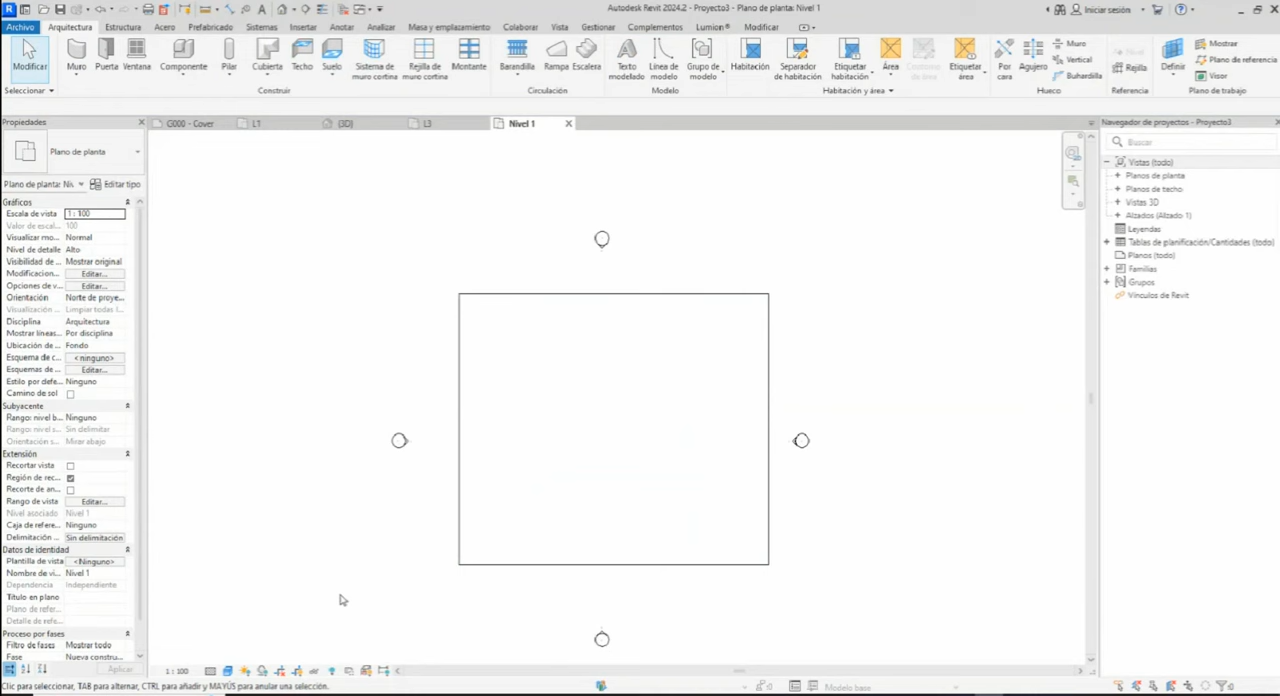 Autodesk Revit 2024.2 - Proyecto3 - Plano de planta: Nivel 1
Iniciar sesión
Archivo Arquitectura Estructura Acero Prefabricado Sistemas Insertar Anotar Analizar Masa y emplazamiento Colaborar Vista Gestionar Complementos Lumion® Modificar
Modificar Muro Puerta Ventana Componente Pilar Cubierta Techo Suelo Sistema de muro cortina Rejilla de muro cortina Montante Barandilla Rampa Escalera Texto modelado Línea de modelo Grupo de modelo Habitación Separador de habitación Etiquetar habitación Área Etiquetar área Por cara Agujero Muro Vertical Buhardilla Rejilla Definir Mostrar Plano de referencia Visor
Seleccionar Construir Circulación Modelo Habitación y área Hueco Referencia Plano de trabajo
Propiedades
G000 - Cover L1 {3D} L3 Nivel 1
Navegador de proyectos - Proyecto3
Plano de planta
Plano de planta: Niv Editar tipo
Gráficos
Escala de vista 1 : 100
Valor de escal... 100
Visualizar mo... Normal
Nivel de detalle Alto
Visibilidad de ... Mostrar original
Modificacion... Editar...
Opciones de v... Editar...
Orientación Norte de proye...
Visualización ... Limpiar todas l...
Disciplina Arquitectura
Mostrar líneas... Por disciplina
Ubicación de ... Fondo
Esquema de c... <ninguno>
Esquemas de ... Editar...
Estilo por defe... Ninguno
Camino de sol
Subyacente
Rango: nivel b... Ninguno
Rango: nivel s... Sin delimitar
Orientación s... Mirar abajo
Extensión
Recortar vista
Región de rec...
Recorte de an...
Rango de vista Editar...
Nivel asociado Nivel 1
Caja de refere... Ninguno
Delimitación ... Sin delimitación
Datos de identidad
Plantilla de vista <Ninguno>
Nombre de vi... Nivel 1
Dependencia Independiente
Título en plano
Plano de refer...
Detalle de refe...
Proceso por fases
Filtro de fases Mostrar todo
Fase Nueva constru...
Aplicar
Buscar
Vistas (todo)
Planos de planta
Planos de techo
Vistas 3D
Alzados (Alzado 1)
Leyendas
Tablas de planificación/Cantidades (todo)
Planos (todo)
Familias
Grupos
Vínculos de Revit
1 : 100
Clic para seleccionar, TAB para alternar, CTRL para añadir y MAYÚS para anular una selección.
:0
Modelo base
:0